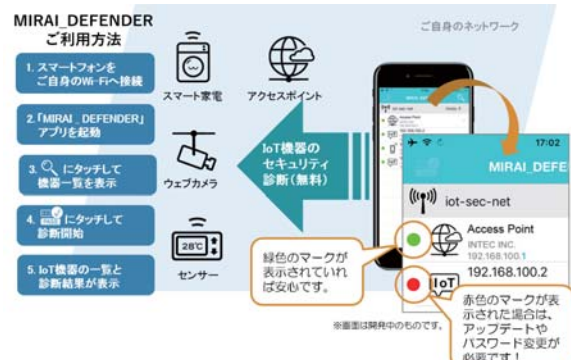 MIRAI_DEFENDER
ご利用方法
1. スマートフォンを
ご自身のWi-Fiへ接続
2.「MIRAI_DEFENDER」
アプリを起動
3. にタッチして
機器一覧を表示
4. にタッチして
診断開始
5. IoT機器の一覧と
診断結果が表示
スマート家電
アクセスポイント
ウェブカメラ
28℃
センサー
IoT機器の
セキュリティ
診断(無料)
ご自身のネットワーク
17:02
MIRAI_DEFE
iot-sec-net
Access Point
INTEC INC.
192.168.100.1
192.168.100.2
IoT
緑色のマークが
表示されていれ
ば安心です。
赤色のマークが表
示された場合は、
アップデートや
パスワード変更が
必要です!
※画面は開発中のものです。